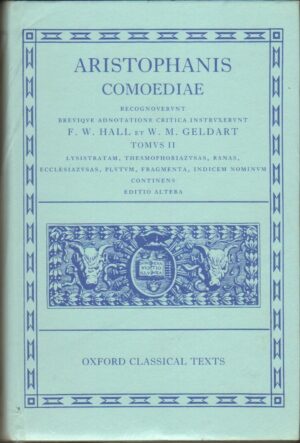 ARISTOPHANIS
COMOEDIAE
RECOGNOVERVNT
BREVIQVE ADNOTATIONE CRITICA INSTRVXERVNT
F. W. HALL ET W. M. GELDART
TOMVS II
LYSISTRATAM, THESMOPHORIAZVSAS, RANAS,
ECCLESIAZVSAS, PLVTVM, FRAGMENTA, INDICEM NOMINVM
CONTINENS
EDITIO ALTERA
OXFORD CLASSICAL TEXTS